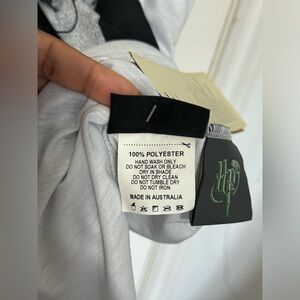 100% POLYESTER
HAND WASH ONLY
DO NOT SOAK OR BLEACH
DRY IN SHADE
DO NOT DRY CLEAN
DO NOT TUMBLE DRY
DO NOT IRON
MADE IN AUSTRALIA
HP